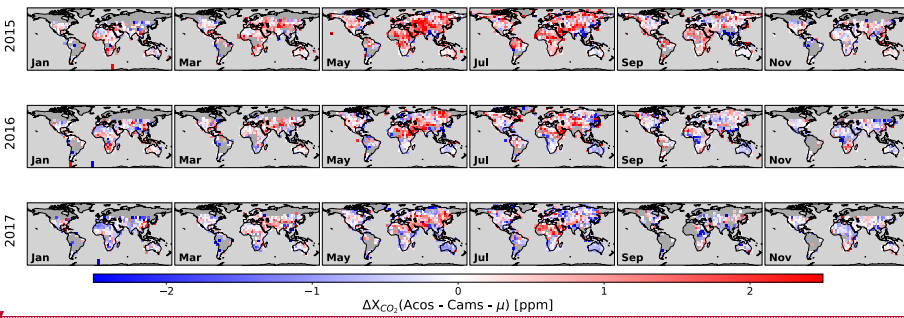 2015
Jan Mar May Jul Sep Nov
2016
Jan Mar May Jul Sep Nov
2017
Jan Mar May Jul Sep Nov
−2 −1 0 1 2
ΔX_{CO_2}(Acos - Cams - μ) [ppm]